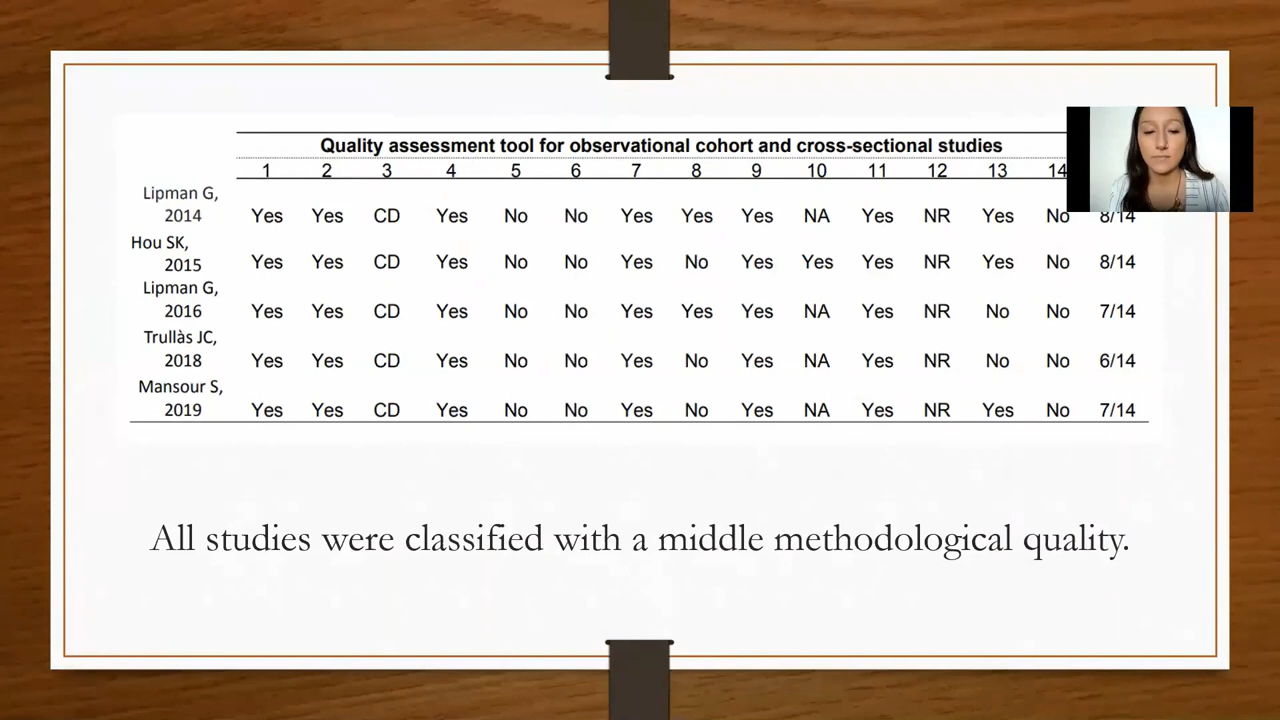 Quality assessment tool for observational cohort and cross-sectional studies
1 2 3 4 5 6 7 8 9 10 11 12 13 14
Lipman G,
2014 Yes Yes CD Yes No No Yes Yes Yes NA Yes NR Yes No 8/14
Hou SK,
2015 Yes Yes CD Yes No No Yes No Yes Yes Yes NR Yes No 8/14
Lipman G,
2016 Yes Yes CD Yes No No Yes Yes Yes NA Yes NR No No 7/14
Trullàs JC,
2018 Yes Yes CD Yes No No Yes No Yes NA Yes NR No No 6/14
Mansour S,
2019 Yes Yes CD Yes No No Yes No Yes NA Yes NR Yes No 7/14
All studies were classified with a middle methodological quality.